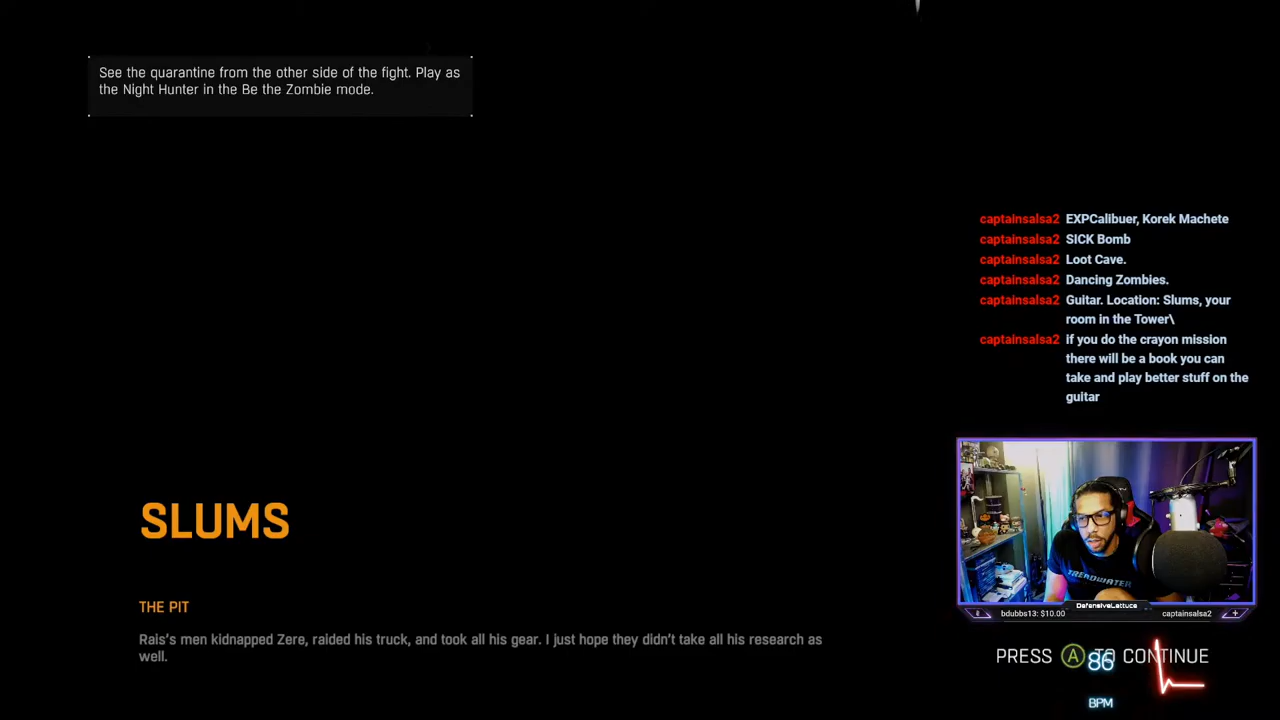 See the quarantine from the other side of the fight. Play as
the Night Hunter in the Be the Zombie mode.
captainsalsa2 EXPCalibuer, Korek Machete
captainsalsa2 SICK Bomb
captainsalsa2 Loot Cave.
captainsalsa2 Dancing Zombies.
captainsalsa2 Guitar. Location: Slums, your
room in the Tower\
captainsalsa2 if you do the crayon mission
there will be a book you can
take and play better stuff on the
guitar
SLUMS
TREADWATER
DefensiveLettuce
bdubbs13: $10.00
captainsalsa2
THE PIT
Rais's men kidnapped Zere, raided his truck, and took all his gear. I just hope they didn't take all his research as
well.
PRESS A TO CONTINUE
86
BPM